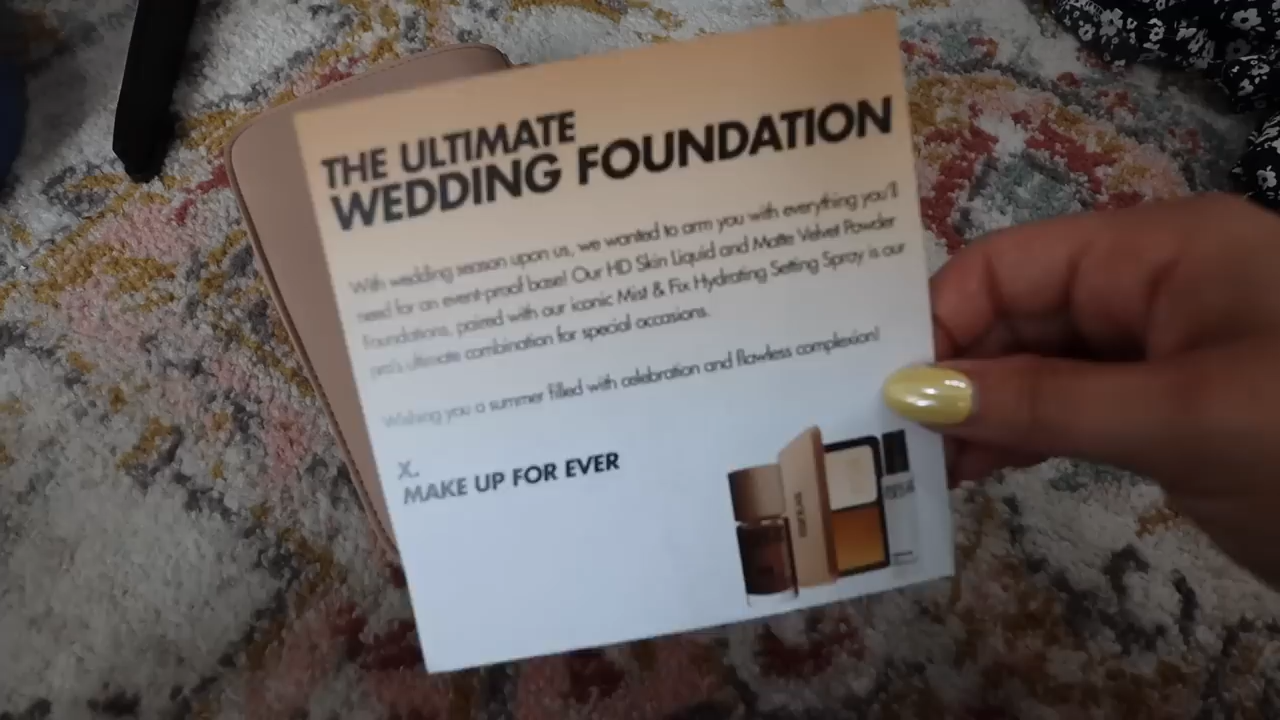 THE ULTIMATE
WEDDING FOUNDATION
With wedding season upon us, we wanted to arm you with everything you'll
need for an event-proof base! Our HD Skin Liquid and Matte Velvet Powder
Foundations, paired with our iconic Mist & Fix Hydrating Setting Spray is our
pro's ultimate combination for special occasions.
Wishing you a summer filled with celebration and flawless complexion!
X.
MAKE UP FOR EVER